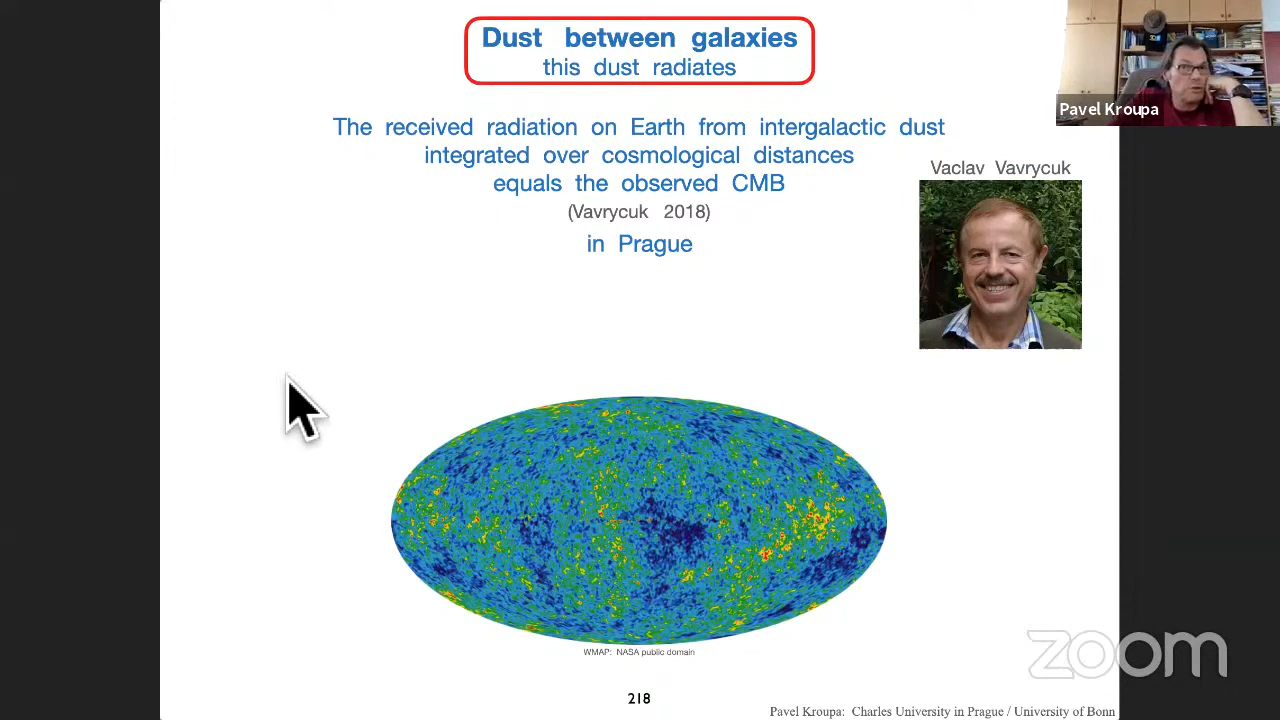 Dust between galaxies
this dust radiates
Pavel Kroupa
The received radiation on Earth from intergalactic dust
integrated over cosmological distances
equals the observed CMB
(Vavrycuk 2018)
in Prague
Vaclav Vavrycuk
WMAP: NASA public domain
zoom
218
Pavel Kroupa: Charles University in Prague / University of Bonn